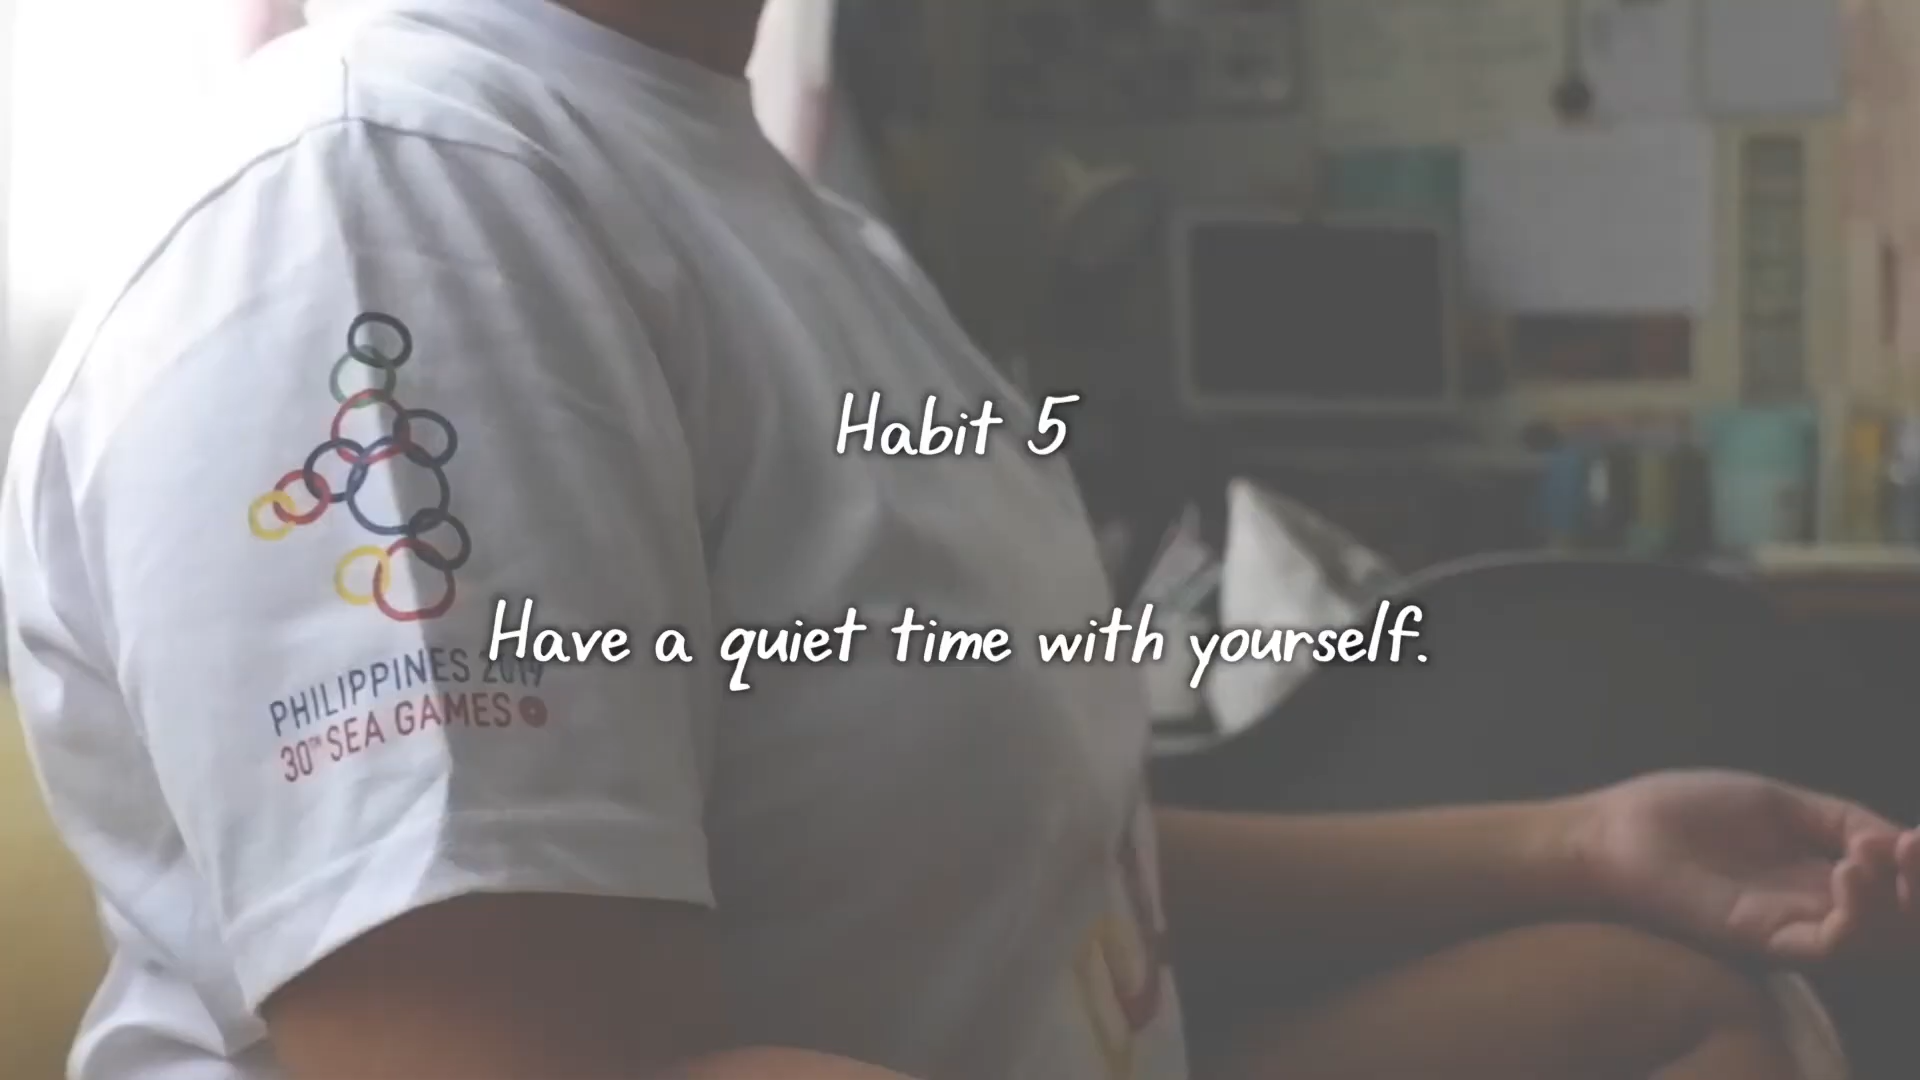 Habit 5
Have a quiet time with yourself.
PHILIPPINES 2019
30TH SEA GAMES